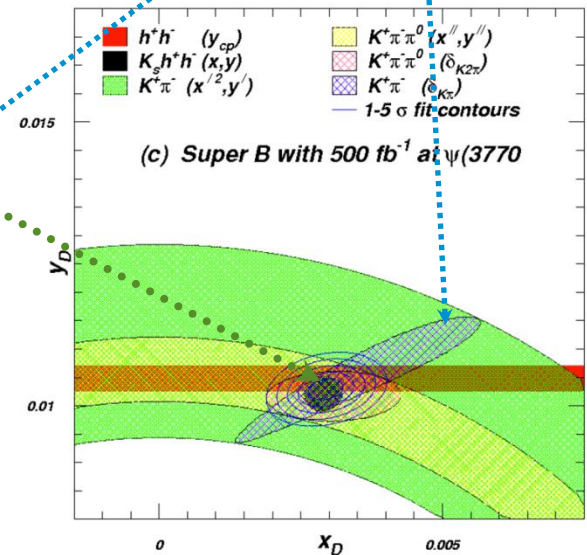 h⁺h⁻ (y_cp)
K_sh⁺h⁻ (x,y)
K⁺π⁻ (x′²,y′)
K⁺π⁻π⁰ (x″,y″)
K⁺π⁻π⁰ (δ_K2π)
K⁺π⁻ (δ_Kπ)
1-5 σ fit contours
0.015
(c) Super B with 500 fb⁻¹ at ψ(3770
y_D
0.01
0
x_D
0.005